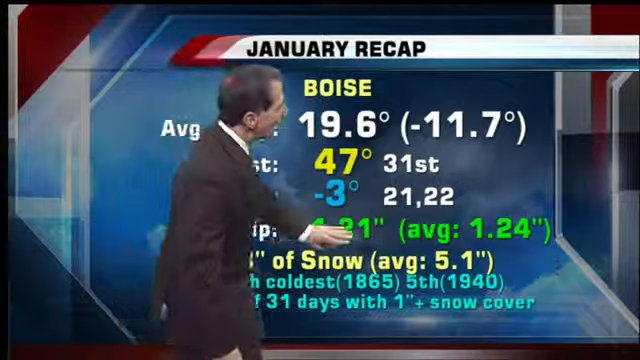 JANUARY RECAP
BOISE
Avg 19.6° (-11.7°)
47° 31st
-3° 21,22
(avg: 1.24")
of Snow (avg: 5.1")
coldest(1865) 5th(1940)
31 days with 1"+ snow cover